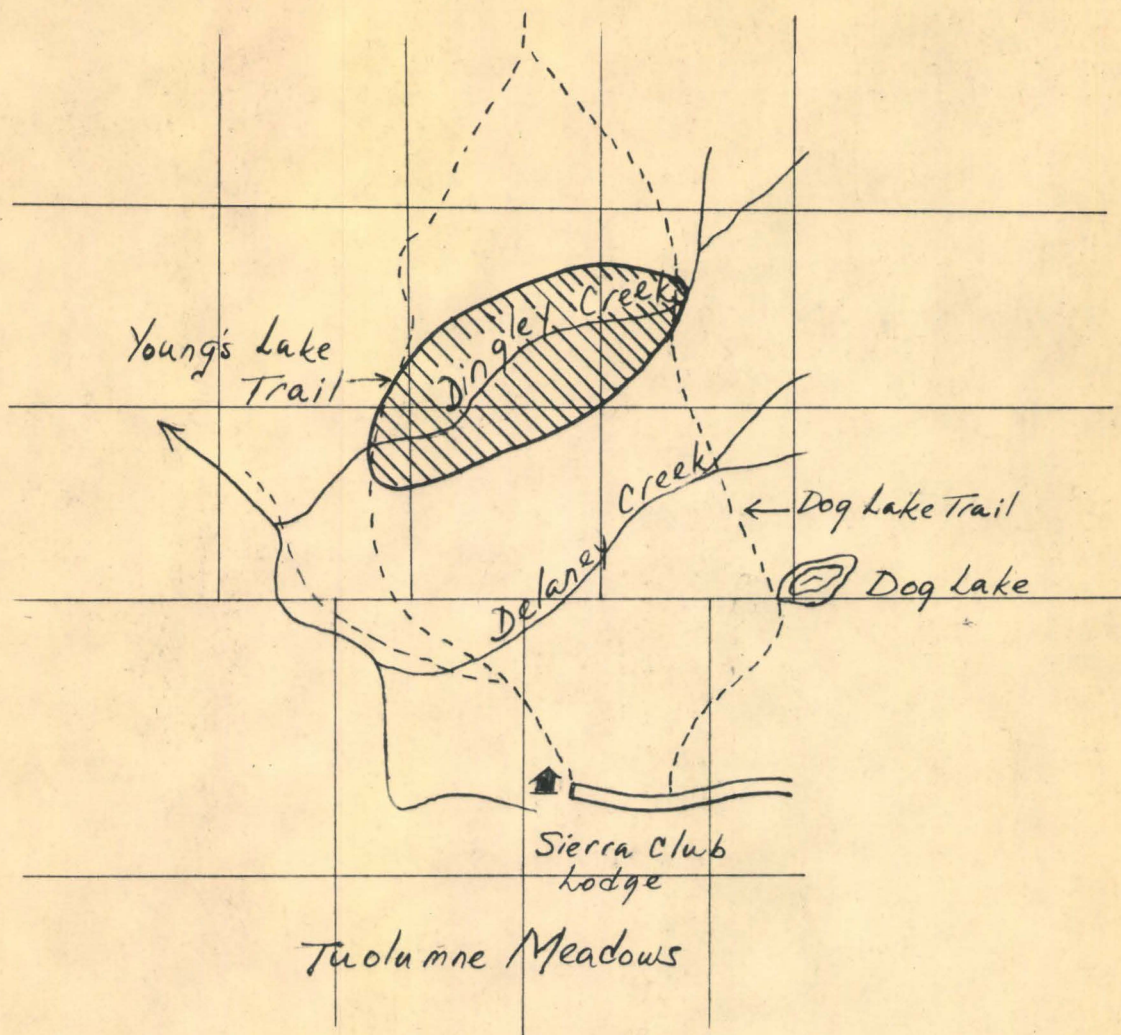 Dingley Creek
Young's Lake
Trail
Delaney Creek
Dog Lake Trail
Dog Lake
Sierra Club
Lodge
Tuolumne Meadows